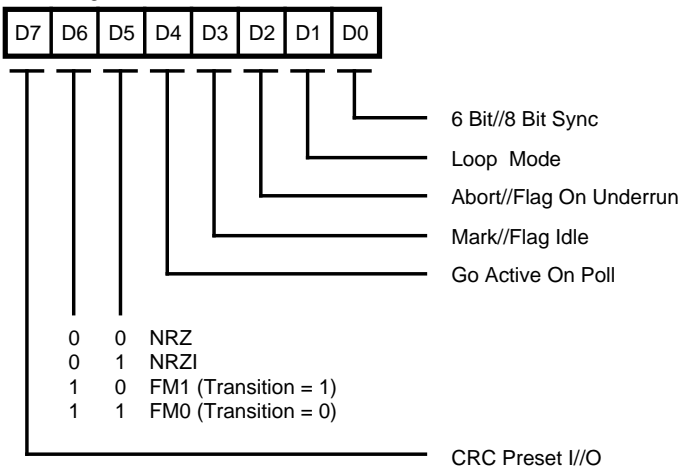 D7 D6 D5 D4 D3 D2 D1 D0
6 Bit//8 Bit Sync
Loop Mode
Abort//Flag On Underrun
Mark//Flag Idle
Go Active On Poll
0 0 NRZ
0 1 NRZI
1 0 FM1 (Transition = 1)
1 1 FM0 (Transition = 0)
CRC Preset I//O